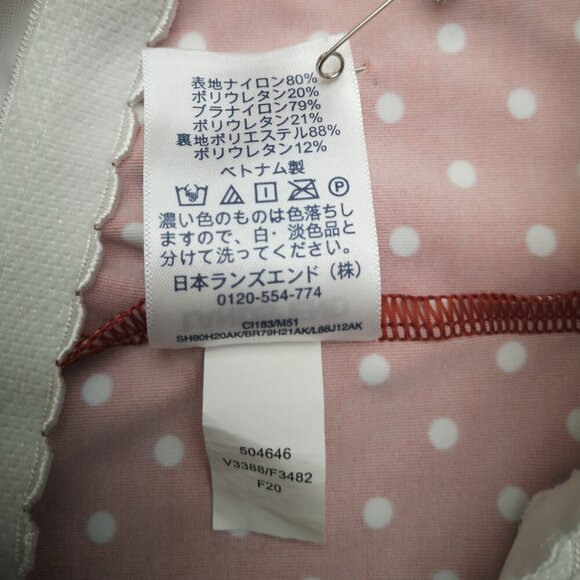 表地ナイロン80%
ポリウレタン20%
ブラナイロン79%
ポリウレタン21%
裏地ポリエステル88%
ポリウレタン12%
ベトナム製
濃い色のものは色落ちし
ますので、白・淡色品と
分けて洗ってください。
日本ランズエンド（株）
0120-554-774
CI183/M51
SH80H20AK/BR79H21AK/L88J12AK
504646
V3388/F3482
F20